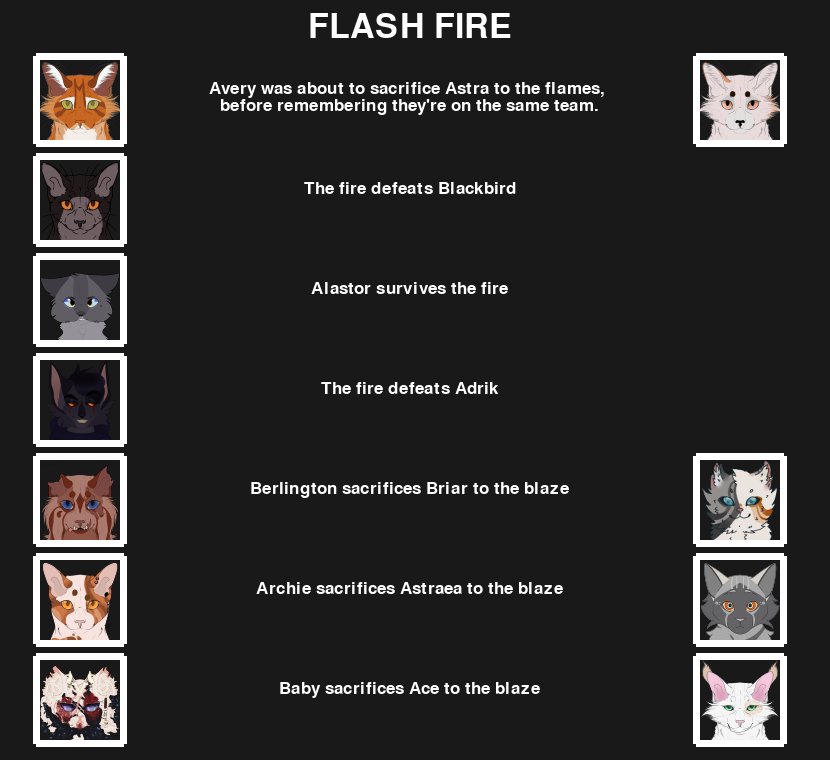 FLASH FIRE
Avery was about to sacrifice Astra to the flames,
before remembering they're on the same team.
The fire defeats Blackbird
Alastor survives the fire
The fire defeats Adrik
Berlington sacrifices Briar to the blaze
Archie sacrifices Astraea to the blaze
Baby sacrifices Ace to the blaze